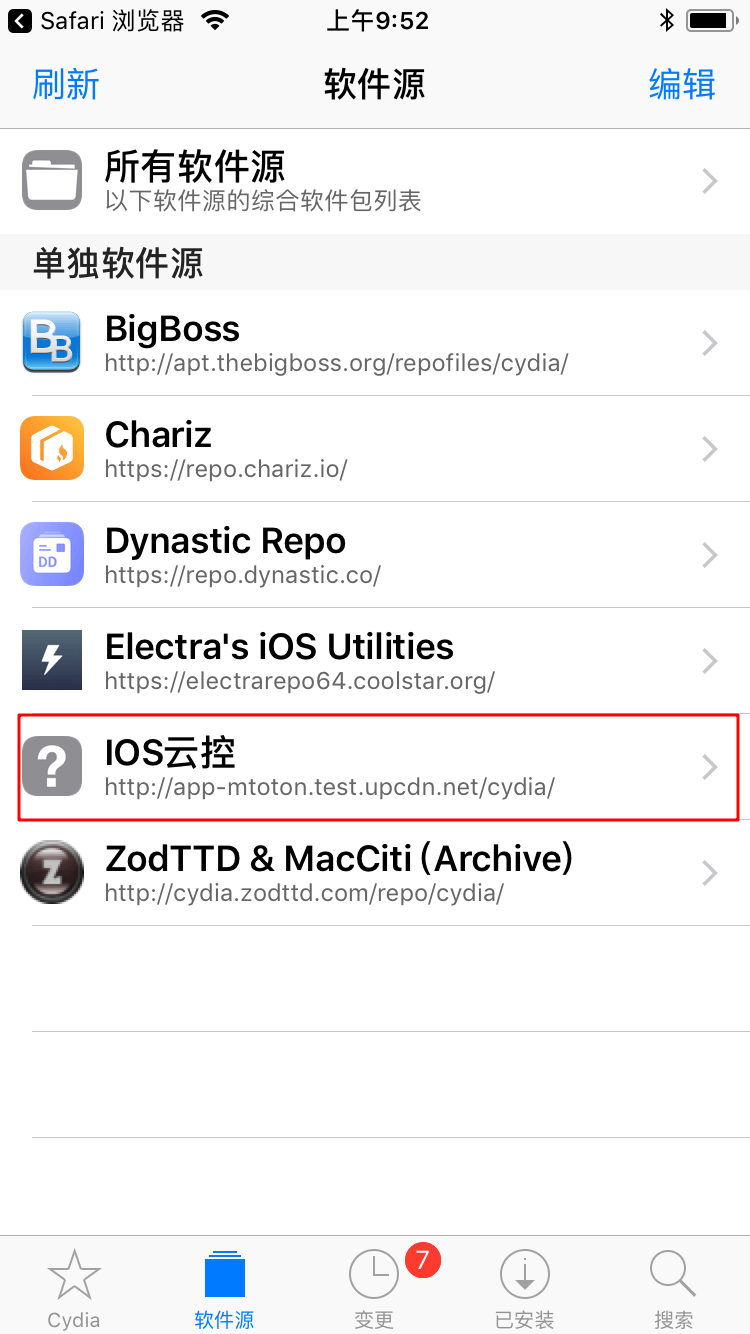 Safari 浏览器 上午9:52
刷新 软件源 编辑
所有软件源
以下软件源的综合软件包列表
单独软件源
BB
BigBoss
http://apt.thebigboss.org/repofiles/cydia/
Chariz
https://repo.chariz.io/
DD
Dynastic Repo
https://repo.dynastic.co/
Electra's iOS Utilities
https://electrarepo64.coolstar.org/
?
IOS云控
http://app-mtoton.test.upcdn.net/cydia/
Z
ZodTTD & MacCiti (Archive)
http://cydia.zodttd.com/repo/cydia/
7
Cydia 软件源 变更 已安装 搜索